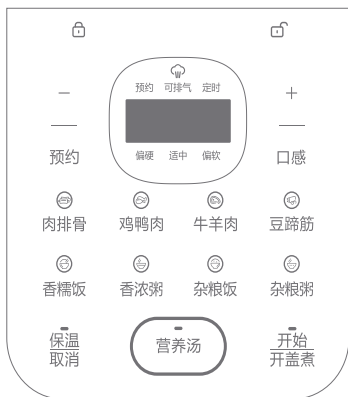 预约 可排气 定时
− +
偏硬 适中 偏软
预约 口感
肉排骨 鸡鸭肉 牛羊肉 豆蹄筋
香糯饭 香浓粥 杂粮饭 杂粮粥
保温 开始
营养汤
取消 开盖煮